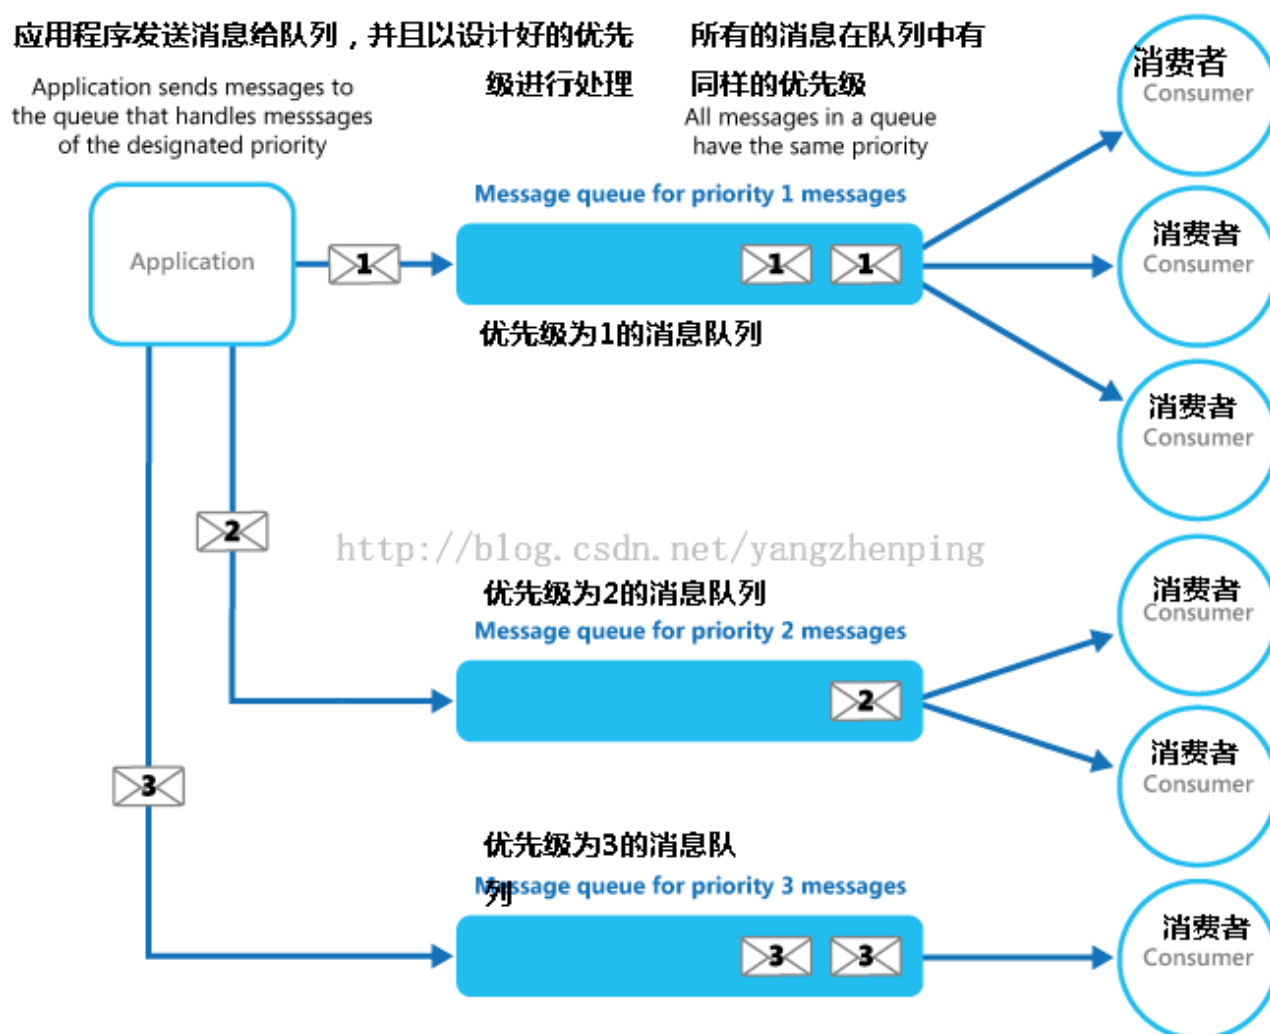 应用程序发送消息给队列，并且以设计好的优先
级进行处理
Application sends messages to
the queue that handles messsages
of the designated priority
所有的消息在队列中有
同样的优先级
All messages in a queue
have the same priority
消费者
Consumer
Message queue for priority 1 messages
Application
1
1
1
消费者
Consumer
优先级为1的消息队列
消费者
Consumer
2
http://blog.csdn.net/yangzhenping
优先级为2的消息队列
Message queue for priority 2 messages
2
消费者
Consumer
消费者
Consumer
3
优先级为3的消息队
列
Message queue for priority 3 messages
3
3
消费者
Consumer